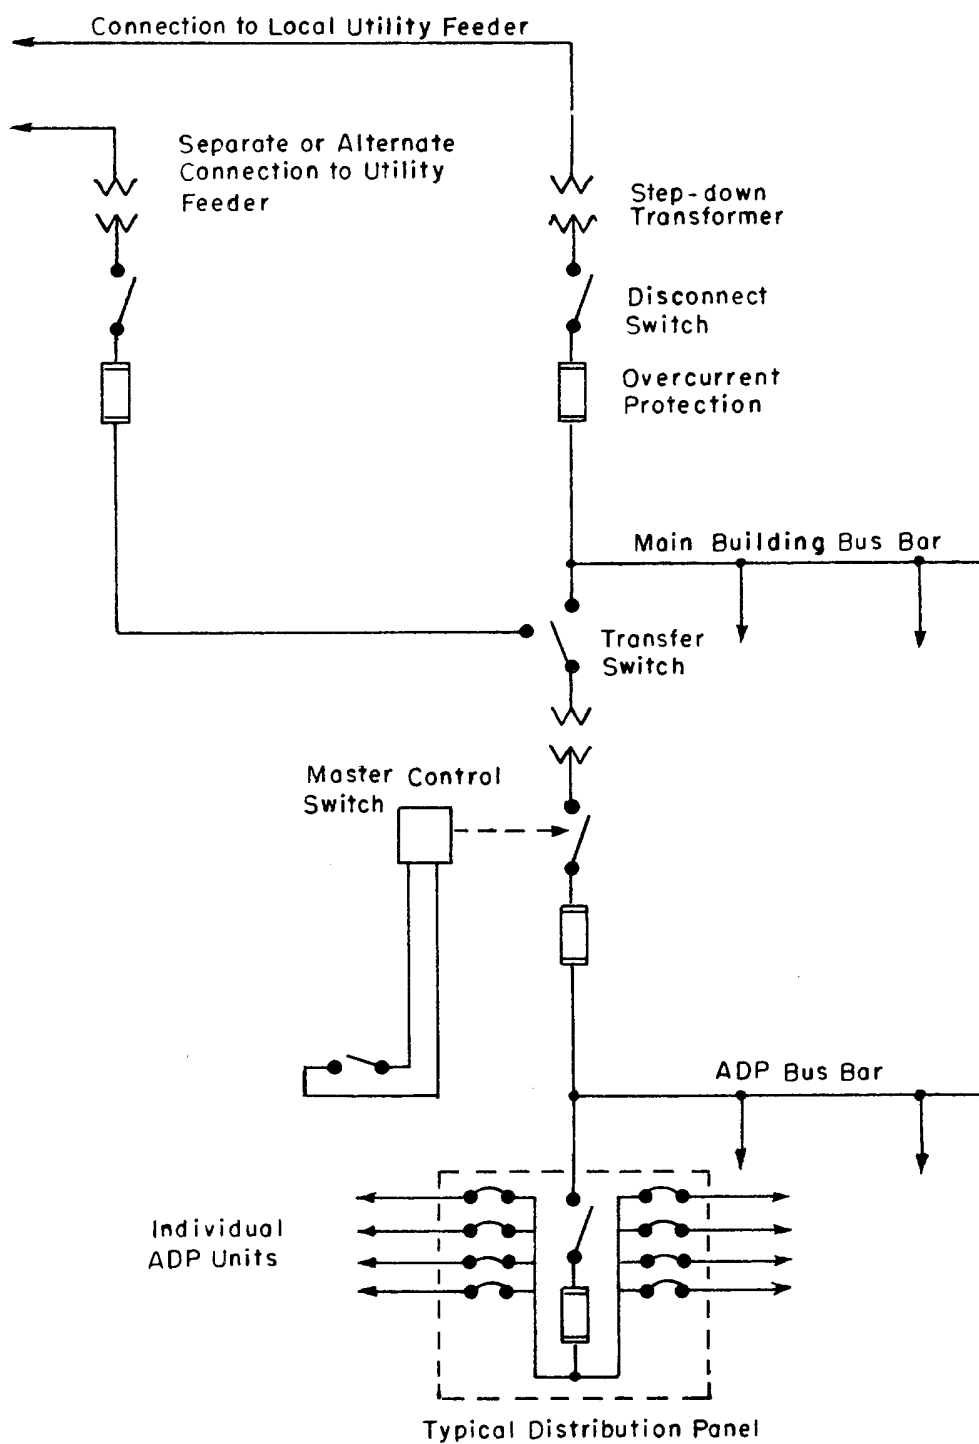 Connection to Local Utility Feeder
Separate or Alternate
Connection to Utility
Feeder
Step-down
Transformer
Disconnect
Switch
Overcurrent
Protection
Main Building Bus Bar
Transfer
Switch
Master Control
Switch
ADP Bus Bar
Individual
ADP Units
Typical Distribution Panel